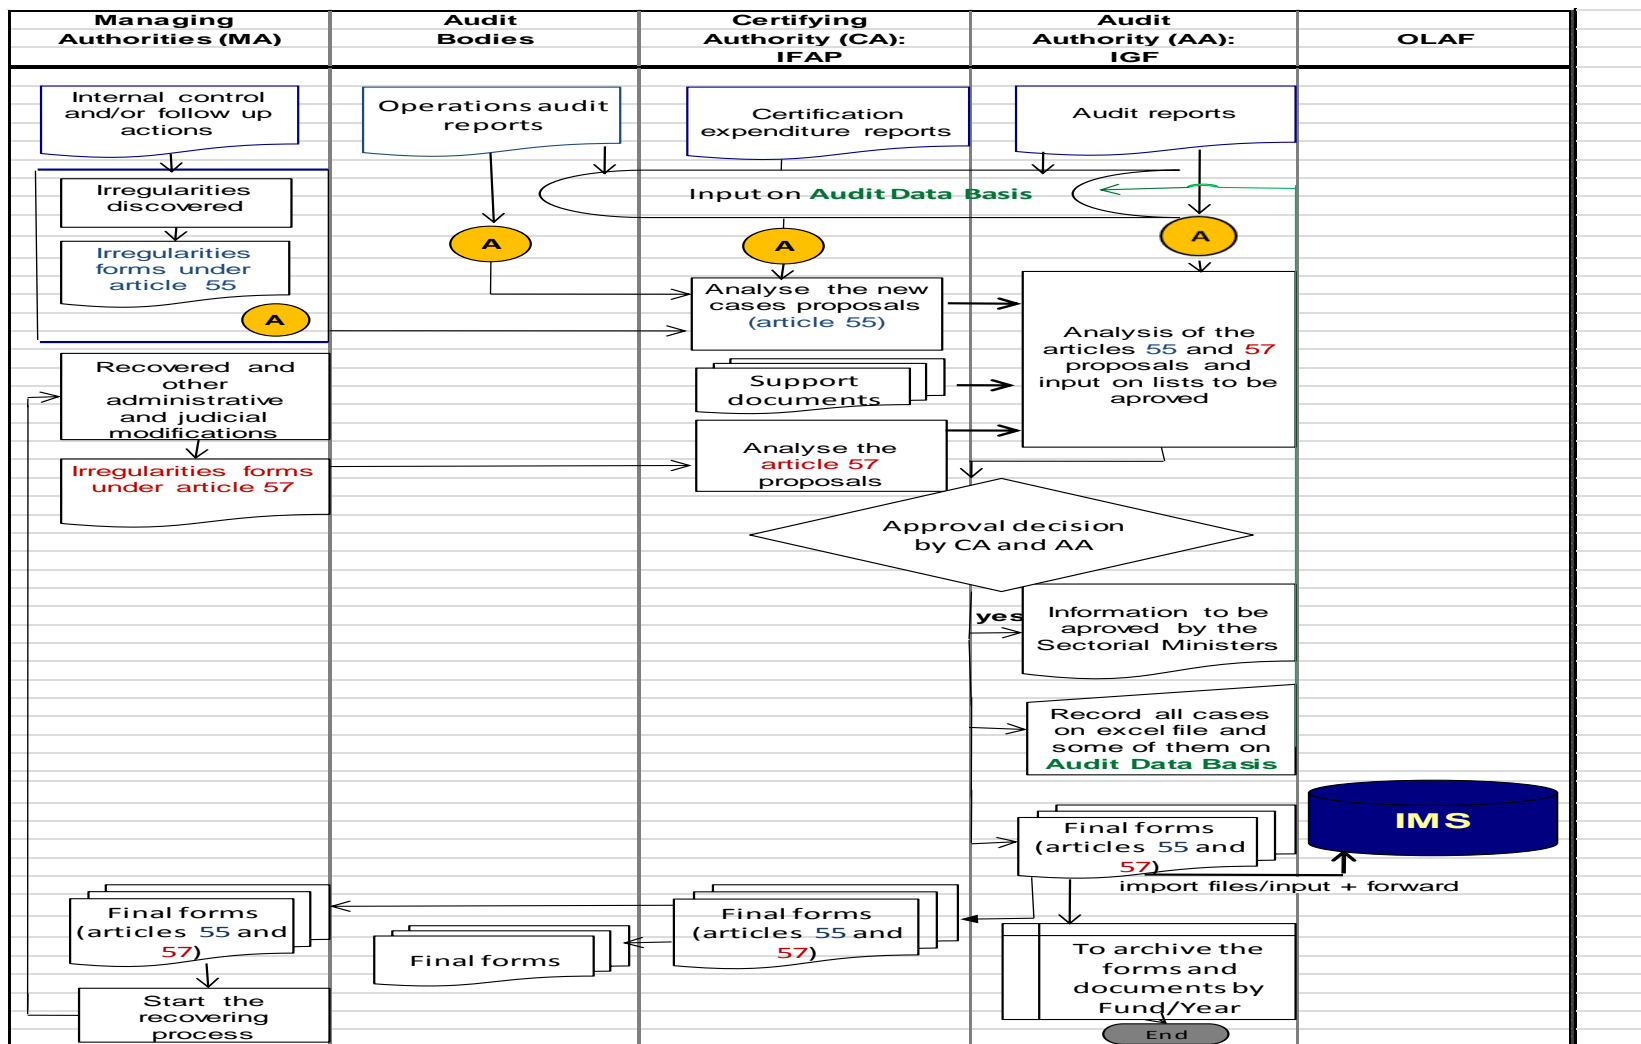 Managing
Authorities (MA)
Audit
Bodies
Certifying
Authority (CA):
IFAP
Audit
Authority (AA):
IGF
OLAF
Internal control
and/or follow up
actions
Operations audit
reports
Certification
expenditure reports
Audit reports
Irregularities
discovered
Input on Audit Data Basis
Irregularities
forms under
article 55
A
A
A
A
Analyse the new
cases proposals
(article 55)
Analysis of the
articles 55 and 57
proposals and
input on lists to be
aproved
Recovered and
other
administrative
and judicial
modifications
Support
documents
Irregularities forms
under article 57
Analyse the
article 57
proposals
Approval decision
by CA and AA
yes
Information to be
aproved by the
Sectorial Ministers
Record all cases
on excel file and
some of them on
Audit Data Basis
IMS
Final forms
(articles 55 and
57)
import files/input + forward
Final forms
(articles 55 and
57)
Final forms
Final forms
(articles 55 and
57)
To archive the
forms and
documents by
Fund/Year
Start the
recovering
process
End